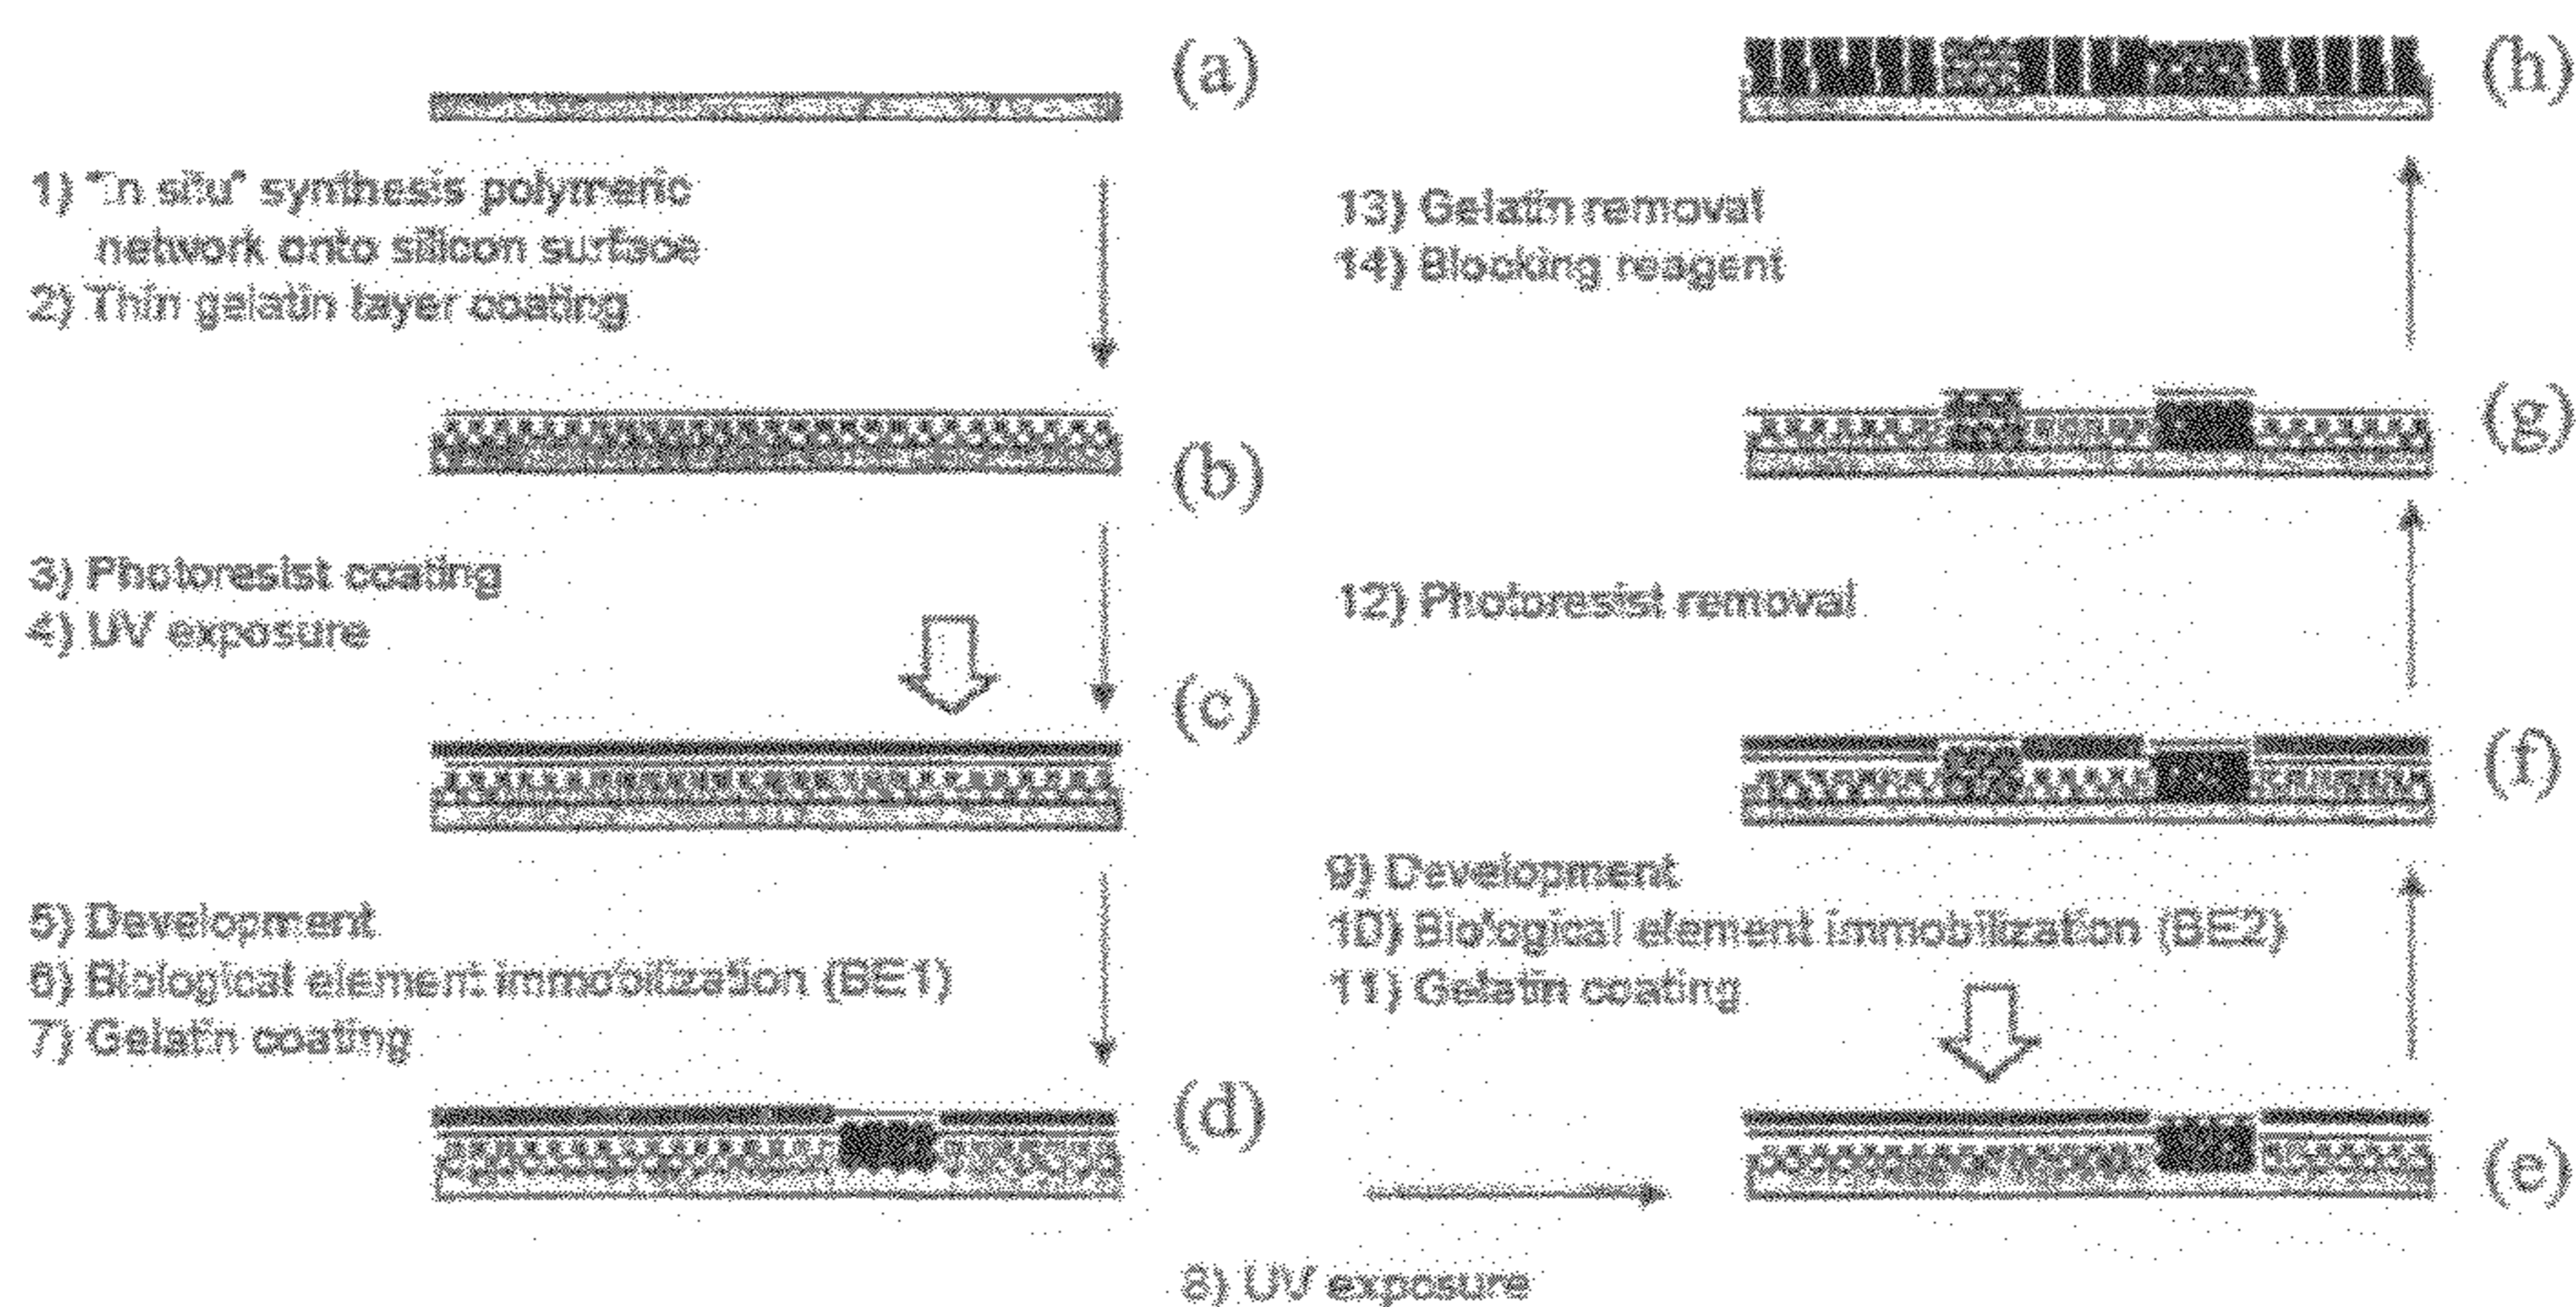 (a)
1) "In situ" synthesis polymeric
network onto silicon surface
2) Thin gelatin layer coating
(b)
3) Photoresist coating
4) UV exposure
(c)
5) Development
6) Biological element immobilization (BE1)
7) Gelatin coating
(d)
8) UV exposure
(e)
9) Development
10) Biological element immobilization (BE2)
11) Gelatin coating
(f)
12) Photoresist removal
(g)
13) Gelatin removal
14) Blocking reagent
(h)